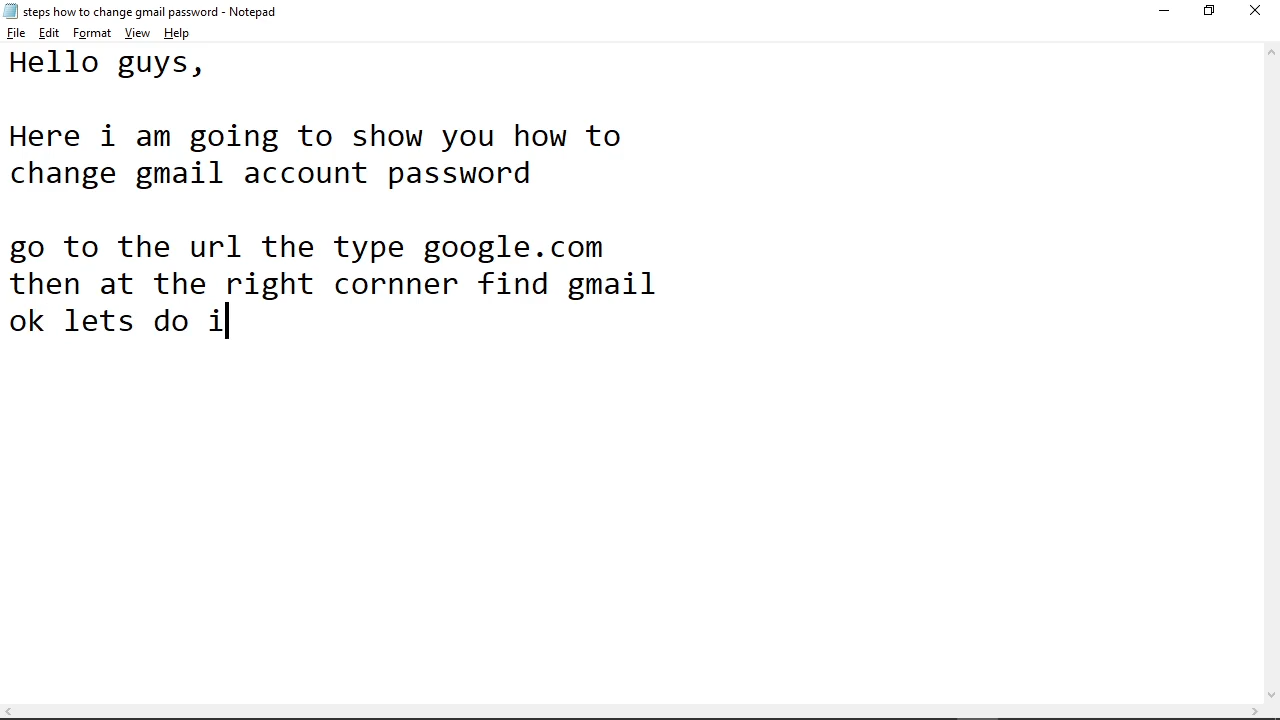 steps how to change gmail password - Notepad
File Edit Format View Help
Hello guys,
Here i am going to show you how to
change gmail account password
go to the url the type google.com
then at the right cornner find gmail
ok lets do i